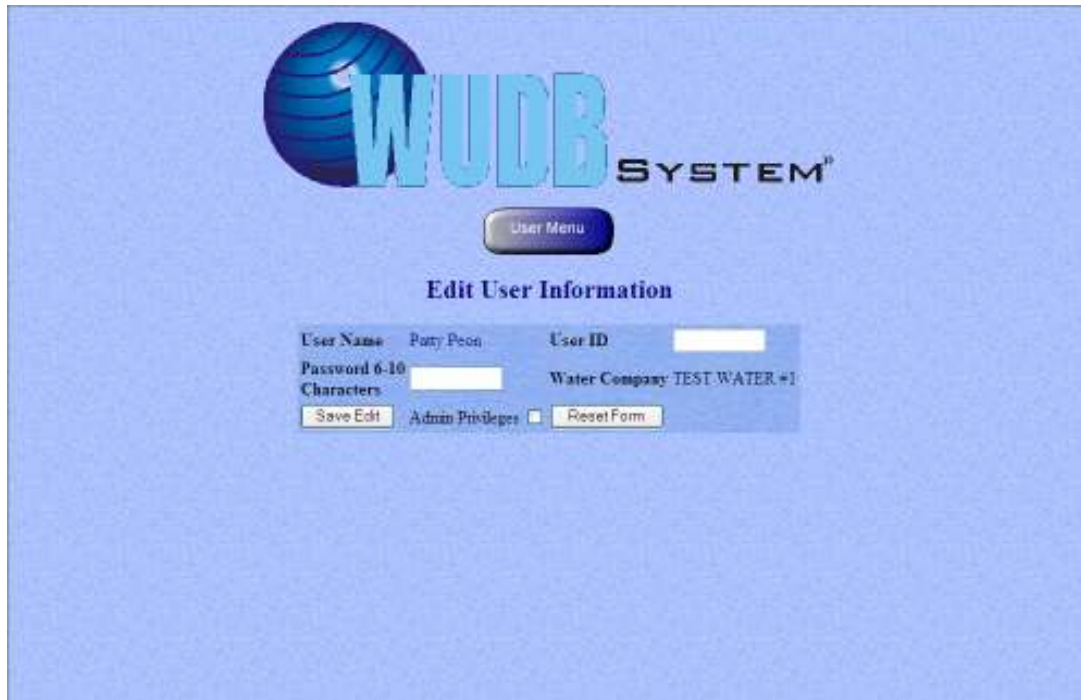 WUDB SYSTEM®
User Menu
Edit User Information
User Name Patty Peon User ID
Password 6-10 Characters Water Company TEST WATER #1
Save Edit Admin Privileges Reset Form